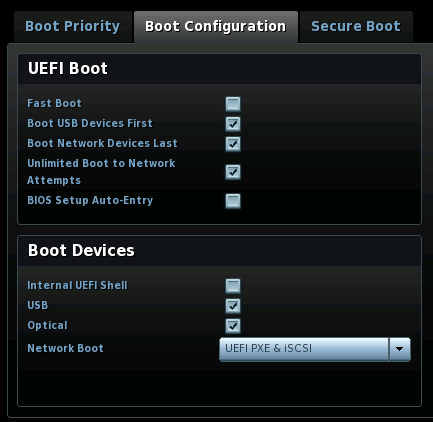 Boot Priority Boot Configuration Secure Boot
UEFI Boot
Fast Boot
Boot USB Devices First
Boot Network Devices Last
Unlimited Boot to Network
Attempts
BIOS Setup Auto-Entry
Boot Devices
Internal UEFI Shell
USB
Optical
Network Boot UEFI PXE & iSCSI